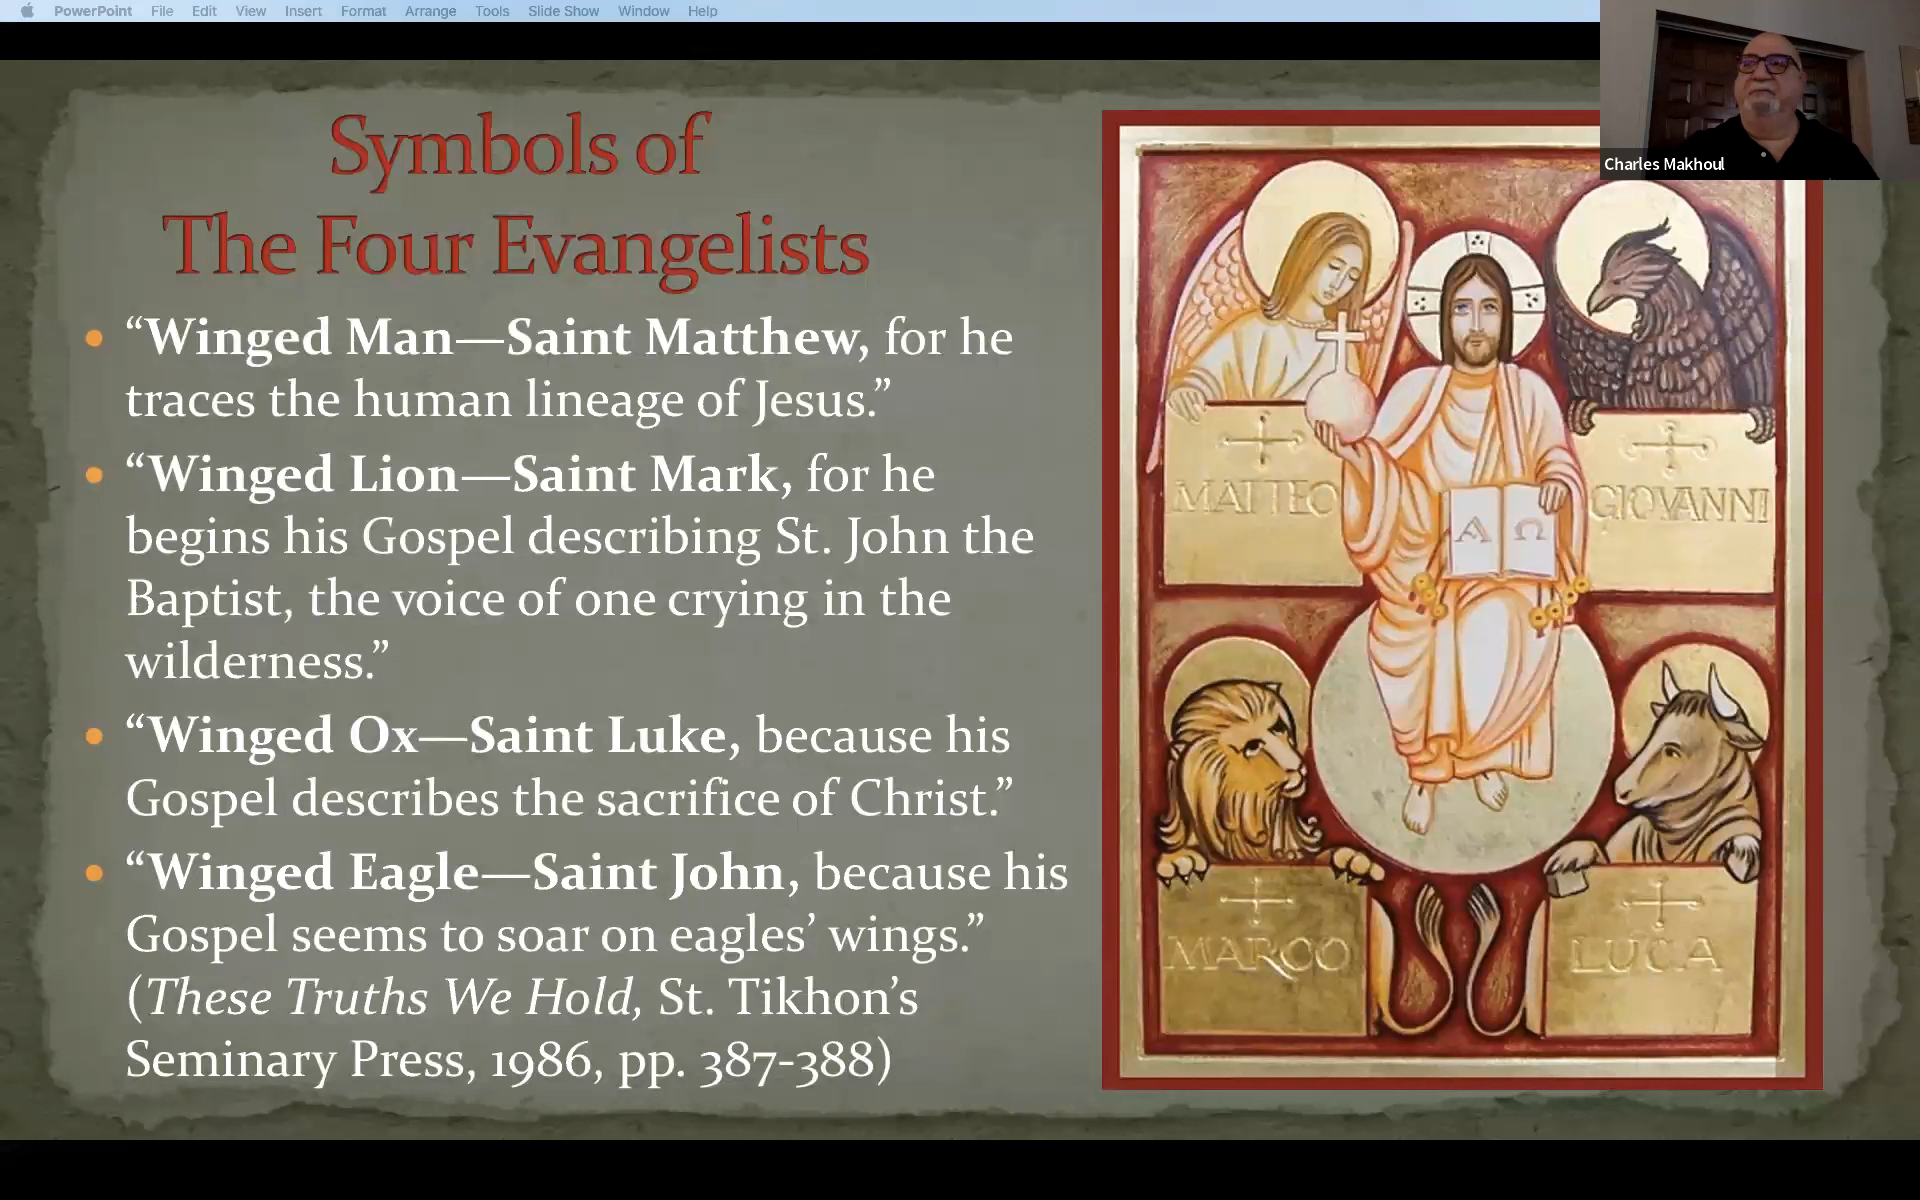 PowerPoint File Edit View Insert Format Arrange Tools Slide Show Window Help
Charles Makhoul
Symbols of
The Four Evangelists
“Winged Man—Saint Matthew, for he
traces the human lineage of Jesus.”
“Winged Lion—Saint Mark, for he
begins his Gospel describing St. John the
Baptist, the voice of one crying in the
wilderness.”
“Winged Ox—Saint Luke, because his
Gospel describes the sacrifice of Christ.”
“Winged Eagle—Saint John, because his
Gospel seems to soar on eagles’ wings.”
(These Truths We Hold, St. Tikhon’s
Seminary Press, 1986, pp. 387-388)
MATTEO
GIOVANNI
Α Ω
MARCO
LUCA